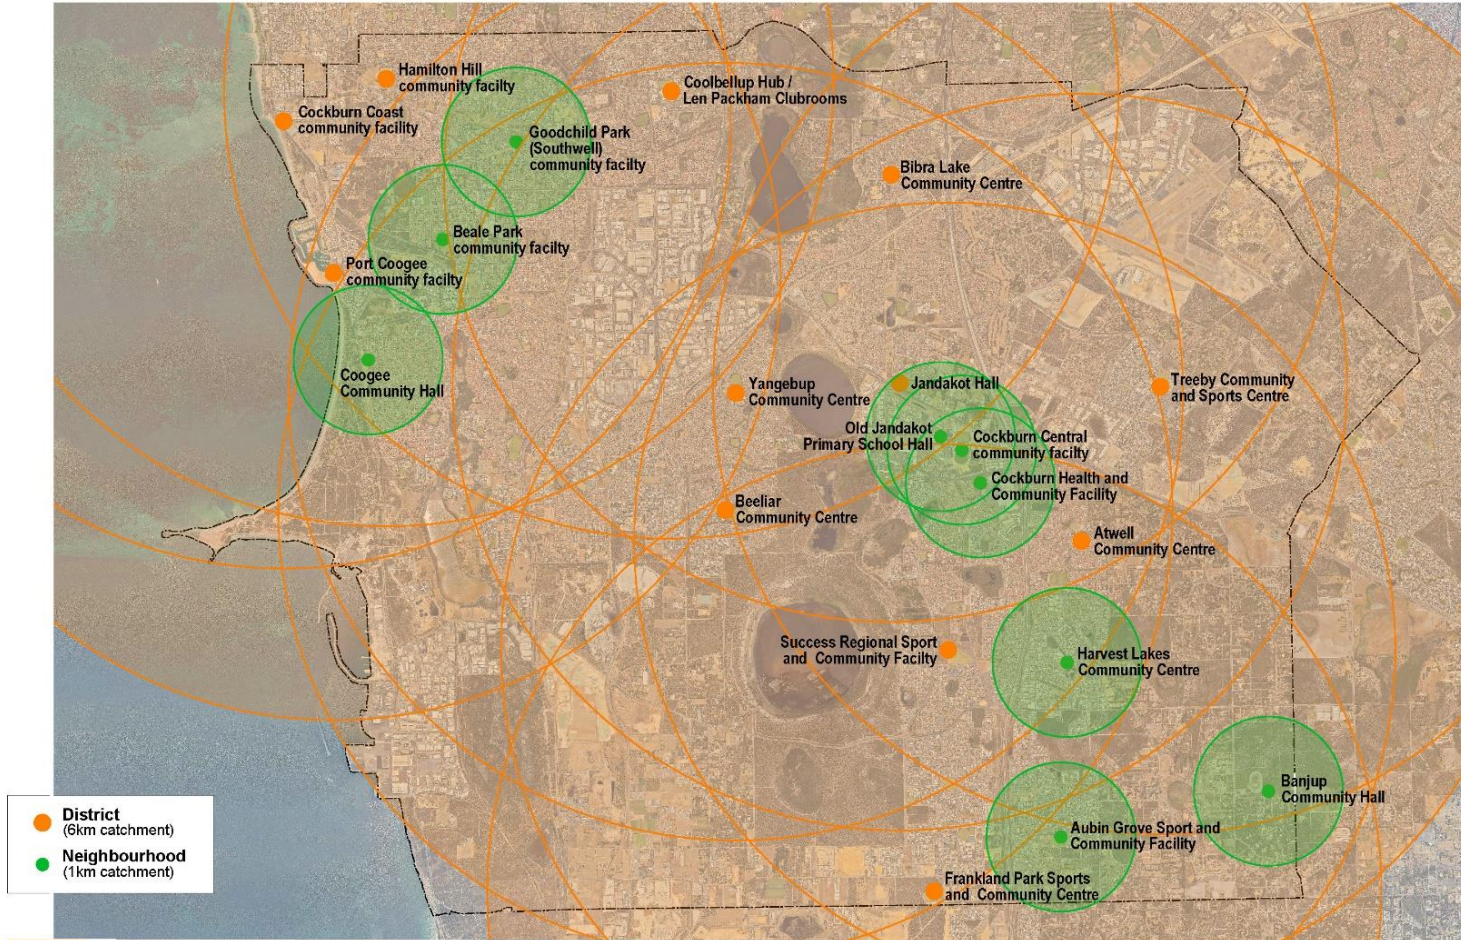 Hamilton Hill
community facilty
Coolbellup Hub /
Len Packham Clubrooms
Cockburn Coast
community facility
Goodchild Park
(Southwell)
community facilty
Bibra Lake
Community Centre
Beale Park
community facilty
Port Coogee
community facilty
Coogee
Community Hall
Yangebup
Community Centre
Jandakot Hall
Treeby Community
and Sports Centre
Old Jandakot
Primary School Hall
Cockburn Central
community facilty
Cockburn Health and
Community Facility
Beeliar
Community Centre
Atwell
Community Centre
Success Regional Sport
and Community Facilty
Harvest Lakes
Community Centre
Banjup
Community Hall
Aubin Grove Sport and
Community Facility
Frankland Park Sports
and Community Centre
District
(6km catchment)
Neighbourhood
(1km catchment)